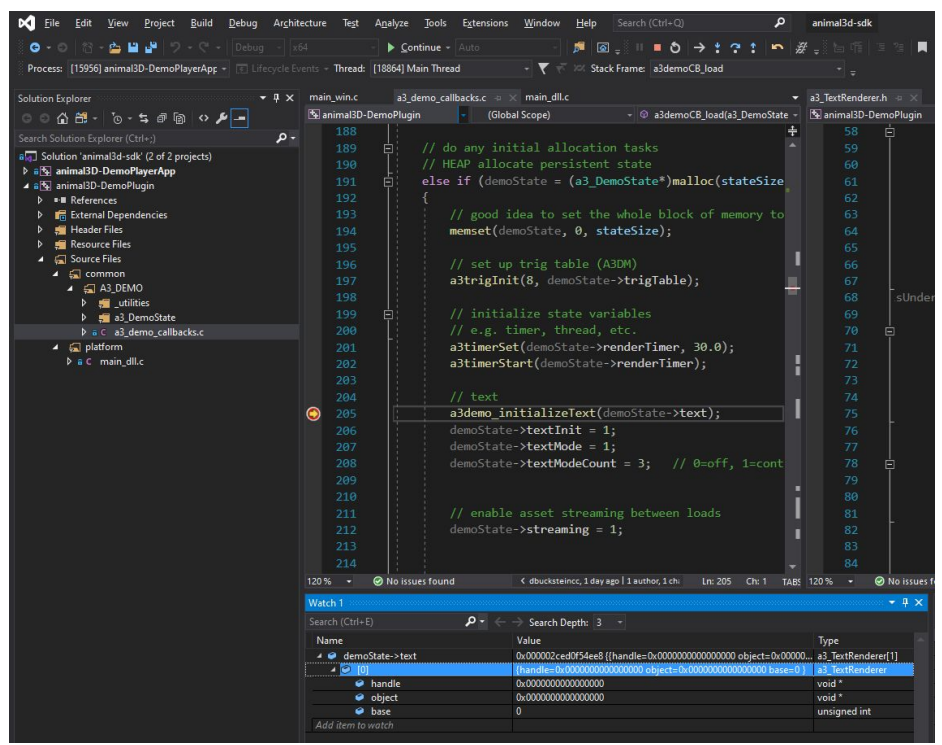 File Edit View Project Build Debug Architecture Test Analyze Tools Extensions Window Help Search (Ctrl+Q) animal3d-sdk
Debug x64 Continue Auto
Process: [15956] animal3D-DemoPlayerApp Lifecycle Events Thread: [18864] Main Thread Stack Frame: a3demoCB_load
Solution Explorer
Search Solution Explorer (Ctrl+;)
Solution 'animal3d-sdk' (2 of 2 projects)
animal3D-DemoPlayerApp
animal3D-DemoPlugin
References
External Dependencies
Header Files
Resource Files
Source Files
common
A3_DEMO
_utilities
a3_DemoState
a3_demo_callbacks.c
platform
main_dll.c
main_win.c a3_demo_callbacks.c main_dll.c
animal3D-DemoPlugin (Global Scope) a3demoCB_load(a3_DemoState
188
189 // do any initial allocation tasks
190 // HEAP allocate persistent state
191 else if (demoState = (a3_DemoState*)malloc(stateSize
192 {
193 // good idea to set the whole block of memory to
194 memset(demoState, 0, stateSize);
195
196 // set up trig table (A3DM)
197 a3trigInit(8, demoState->trigTable);
198
199 // initialize state variables
200 // e.g. timer, thread, etc.
201 a3timerSet(demoState->renderTimer, 30.0);
202 a3timerStart(demoState->renderTimer);
203
204 // text
205 a3demo_initializeText(demoState->text);
206 demoState->textInit = 1;
207 demoState->textMode = 1;
208 demoState->textModeCount = 3; // 0=off, 1=cont
209
210
211 // enable asset streaming between loads
212 demoState->streaming = 1;
213
214
120 % No issues found dbucksteincc, 1 day ago | 1 author, 1 ch Ln: 205 Ch: 1 TABS
a3_TextRenderer.h
animal3D-DemoPlugin
58
59
60
61
62
63
64
65
66
67
68 sUnder
69
70
71
72
73
74
75
76
77
78
79
80
81
82
83
84
120 % No issues f
Watch 1
Search (Ctrl+E) Search Depth: 3
Name Value Type
demoState->text 0x000002ced0f54ee8 {{handle=0x0000000000000000 object=0x00000... a3_TextRenderer[1]
[0] {handle=0x0000000000000000 object=0x0000000000000000 base=0 } a3_TextRenderer
handle 0x0000000000000000 void *
object 0x0000000000000000 void *
base 0 unsigned int
Add item to watch